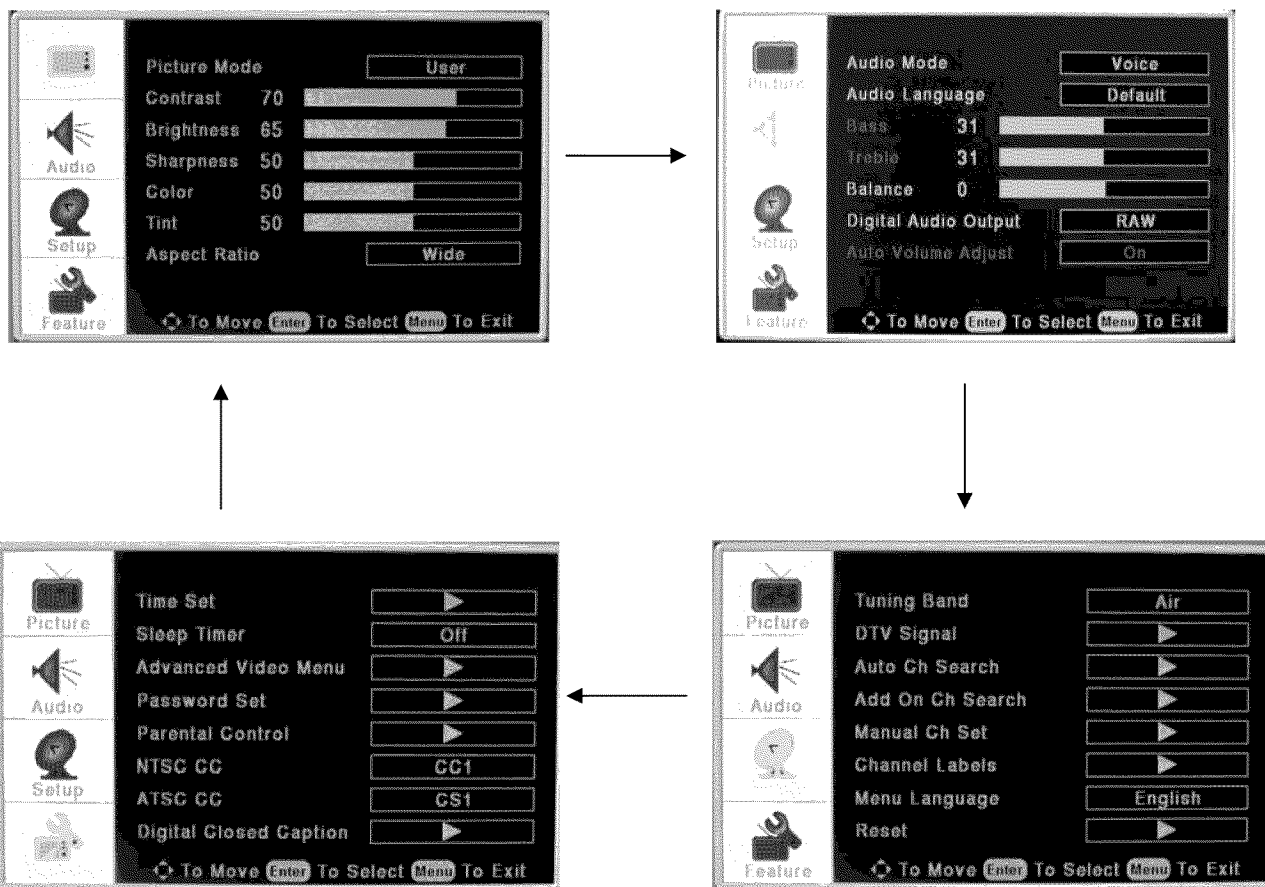 Picture Mode User
Contrast 70
Brightness 65
Sharpness 50
Color 50
Tint 50
Aspect Ratio Wide
Audio
Setup
Feature
To Move Enter To Select Menu To Exit
Picture
Setup
Feature
Audio Mode Voice
Audio Language Default
Bass 31
Treble 31
Balance 0
Digital Audio Output RAW
Auto Volume Adjust On
To Move Enter To Select Menu To Exit
Picture
Audio
Setup
Time Set
Sleep Timer Off
Advanced Video Menu
Password Set
Parental Control
NTSC CC CC1
ATSC CC CS1
Digital Closed Caption
To Move Enter To Select Menu To Exit
Picture
Audio
Feature
Tuning Band Air
DTV Signal
Auto Ch Search
Add On Ch Search
Manual Ch Set
Channel Labels
Menu Language English
Reset
To Move Enter To Select Menu To Exit